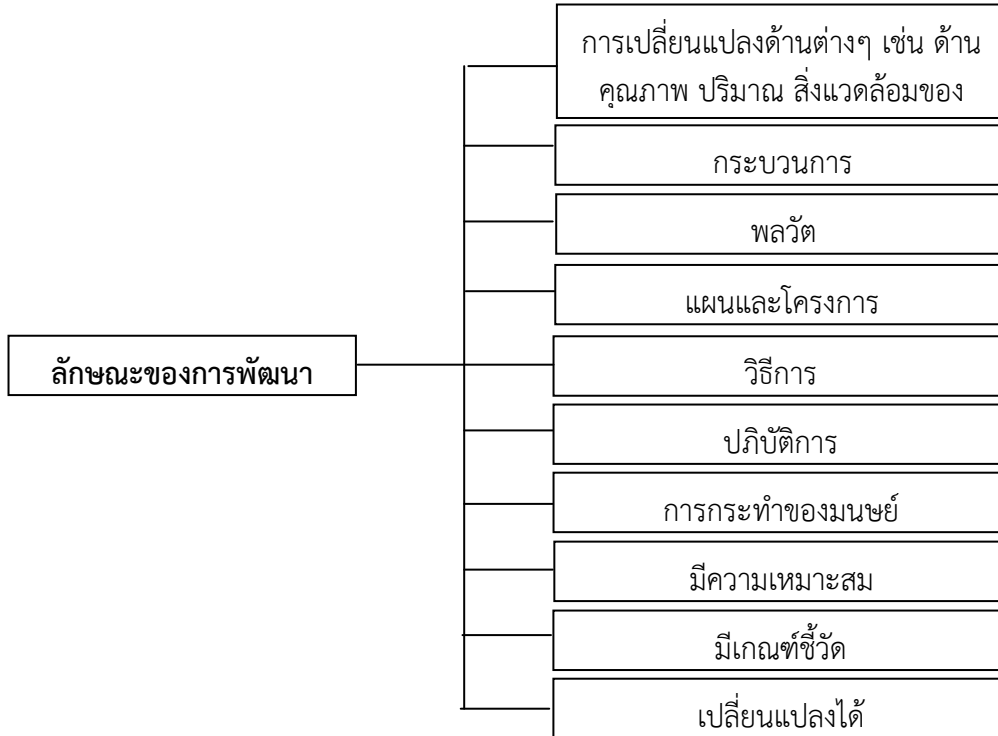 การเปลี่ยนแปลงด้านต่างๆ เช่น ด้าน
คุณภาพ ปริมาณ สิ่งแวดล้อมของ
กระบวนการ
พลวัต
แผนและโครงการ
ลักษณะของการพัฒนา
วิธีการ
ปฏิบัติการ
การกระทำของมนษย์
มีความเหมาะสม
มีเกณฑ์ชี้วัด
เปลี่ยนแปลงได้